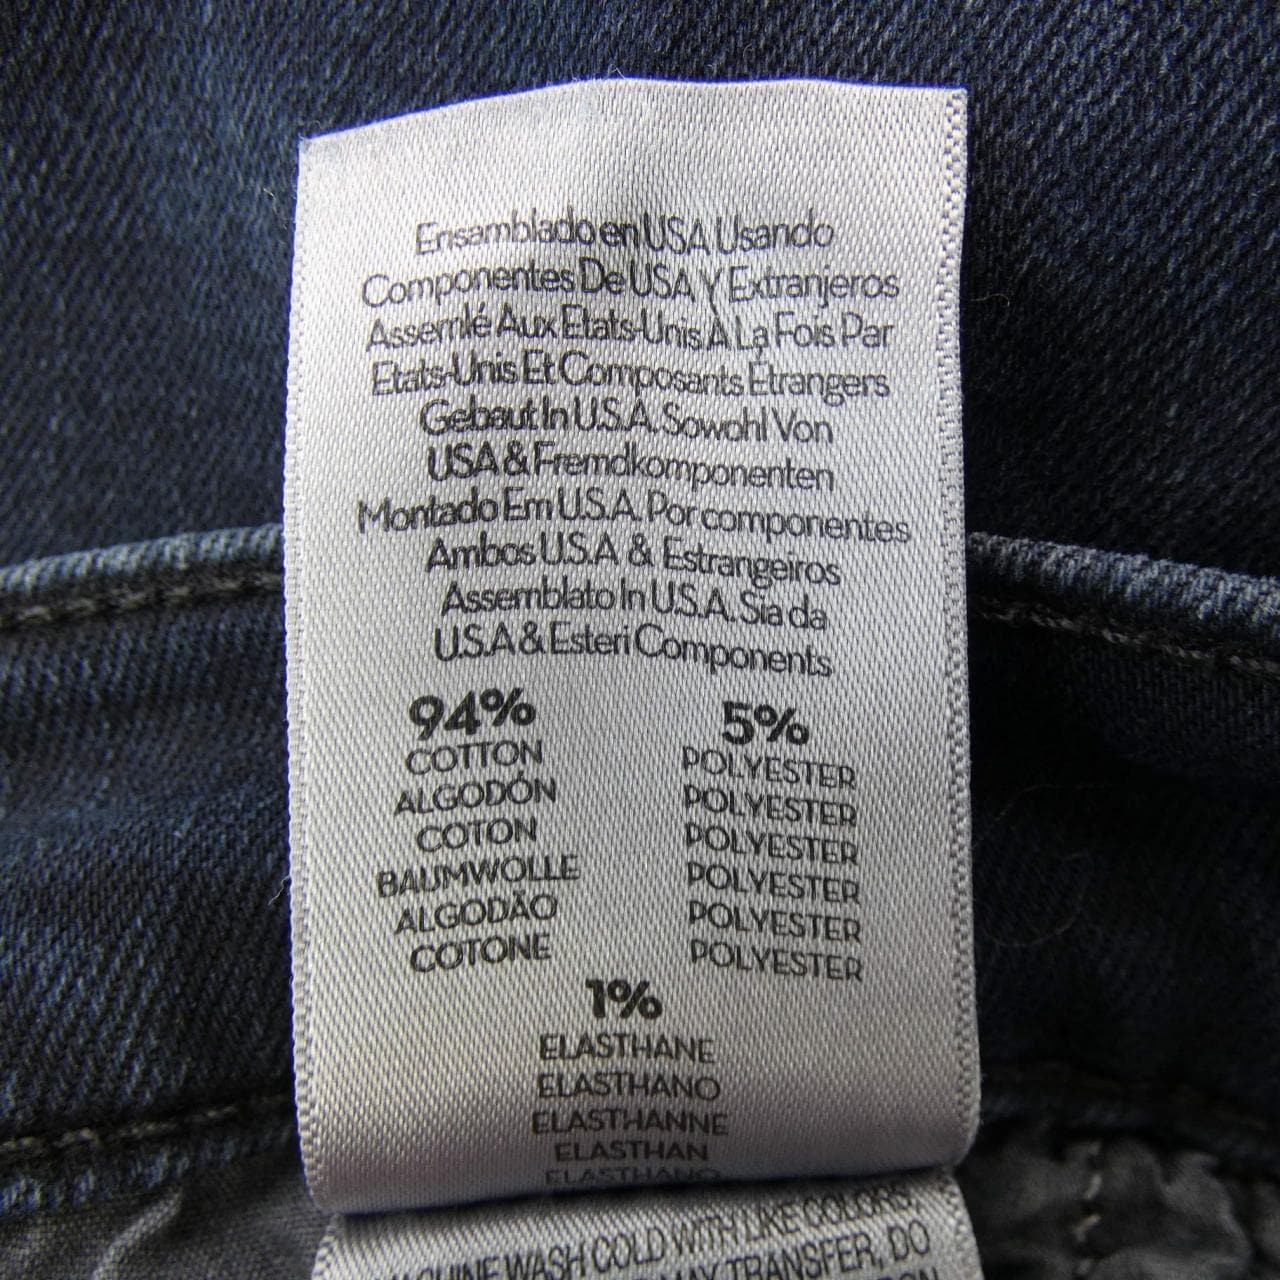 Ensamblado en USA Usando
Componentes De USA Y Extranjeros
Assemlé Aux Etats-Unis À La Fois Par
Etats-Unis Et Composants Étrangers
Gebaut In U.S.A. Sowohl Von
USA & Fremdkomponenten
Montado Em U.S.A. Por componentes
Ambos U.S.A & Estrangeiros
Assemblato In U.S.A. Sia da
U.S.A & Esteri Components
94%
COTTON
ALGODÓN
COTON
BAUMWOLLE
ALGODÃO
COTONE
5%
POLYESTER
POLYESTER
POLYESTER
POLYESTER
POLYESTER
POLYESTER
1%
ELASTHANE
ELASTHANO
ELASTHANNE
ELASTHAN
ELASTHANO
MACHINE WASH COLD WITH LIKE COLORS.
MAY TRANSFER, DO